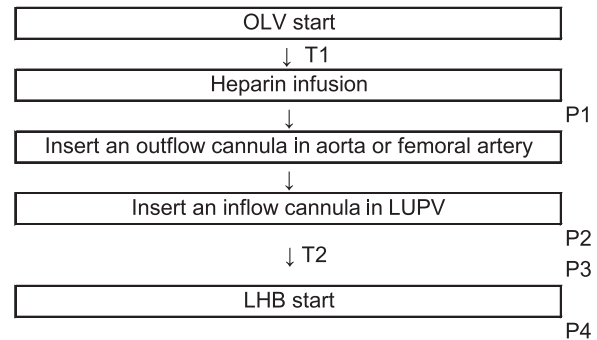 OLV start
↓ T1
Heparin infusion
↓
P1
Insert an outflow cannula in aorta or femoral artery
↓
Insert an inflow cannula in LUPV
P2
↓ T2
P3
LHB start
P4